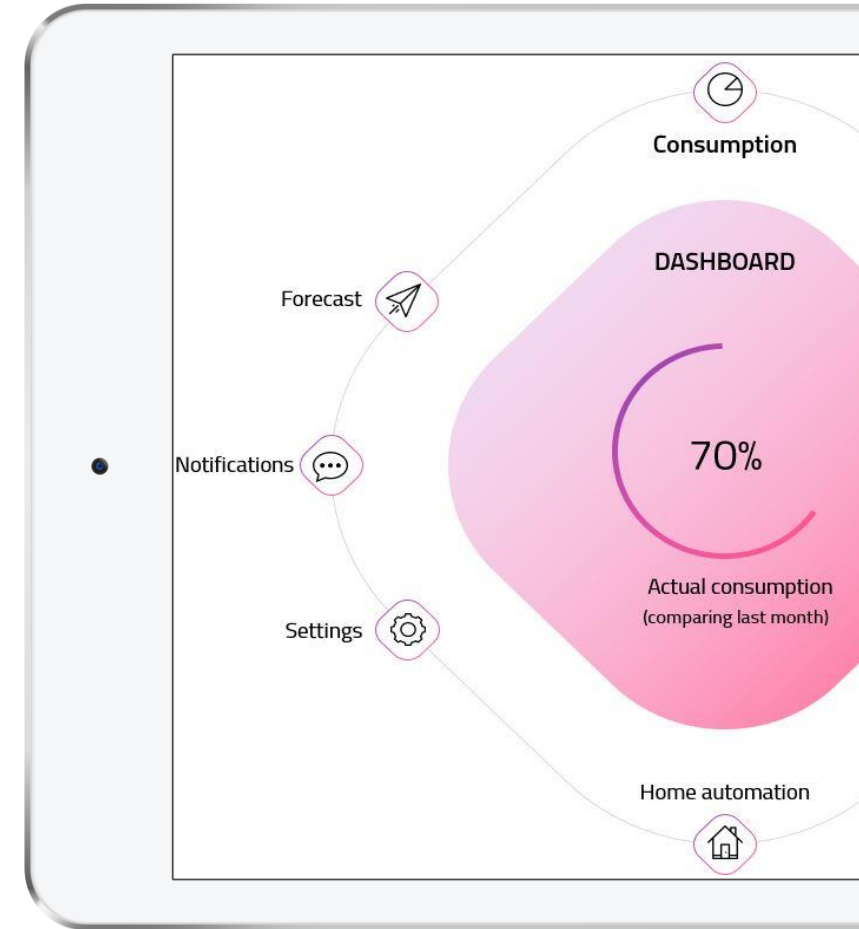 Consumption
DASHBOARD
Forecast
70%
Notifications
Actual consumption
(comparing last month)
Settings
Home automation